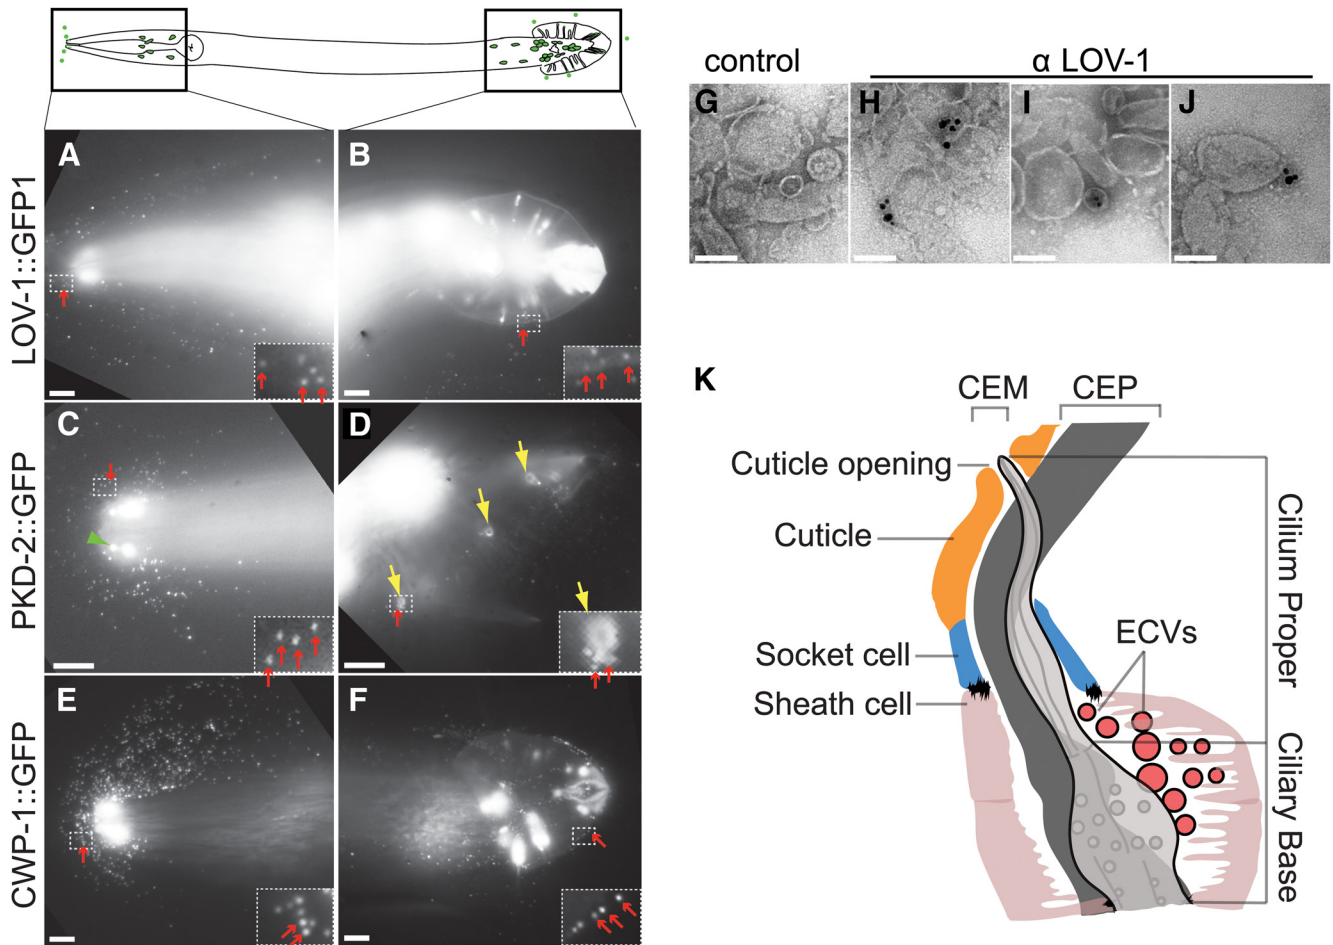 A
B
LOV-1::GFP1
C
D
PKD-2::GFP
E
F
CWP-1::GFP
control
α LOV-1
G
H
I
J
K
CEM
CEP
Cuticle opening
Cuticle
Socket cell
Sheath cell
ECVs
Cilium Proper
Ciliary Base